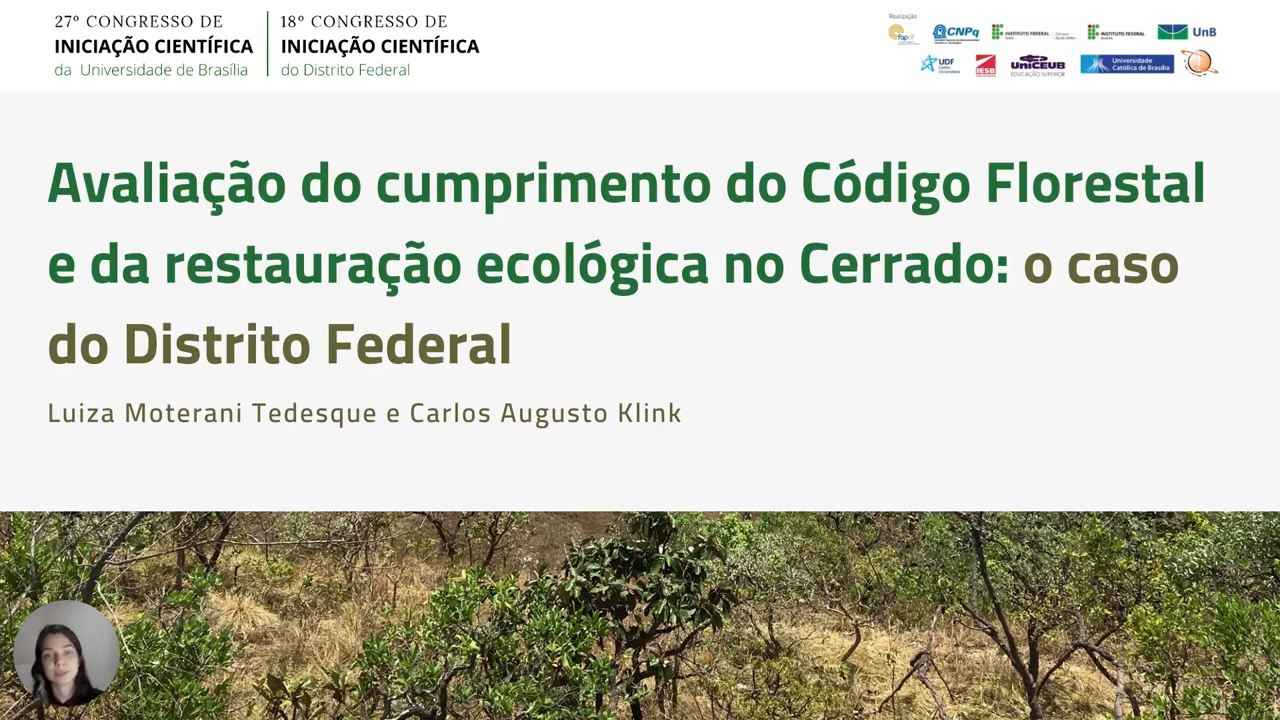 27º CONGRESSO DE
INICIAÇÃO CIENTÍFICA
da Universidade de Brasília
18º CONGRESSO DE
INICIAÇÃO CIENTÍFICA
do Distrito Federal
Realização
CNPq
INSTITUTO FEDERAL
INSTITUTO FEDERAL
UnB
UDF
IESB
UniCEUB
EDUCAÇÃO SUPERIOR
Universidade
Católica de Brasília
Avaliação do cumprimento do Código Florestal
e da restauração ecológica no Cerrado: o caso
do Distrito Federal
Luiza Moterani Tedesque e Carlos Augusto Klink